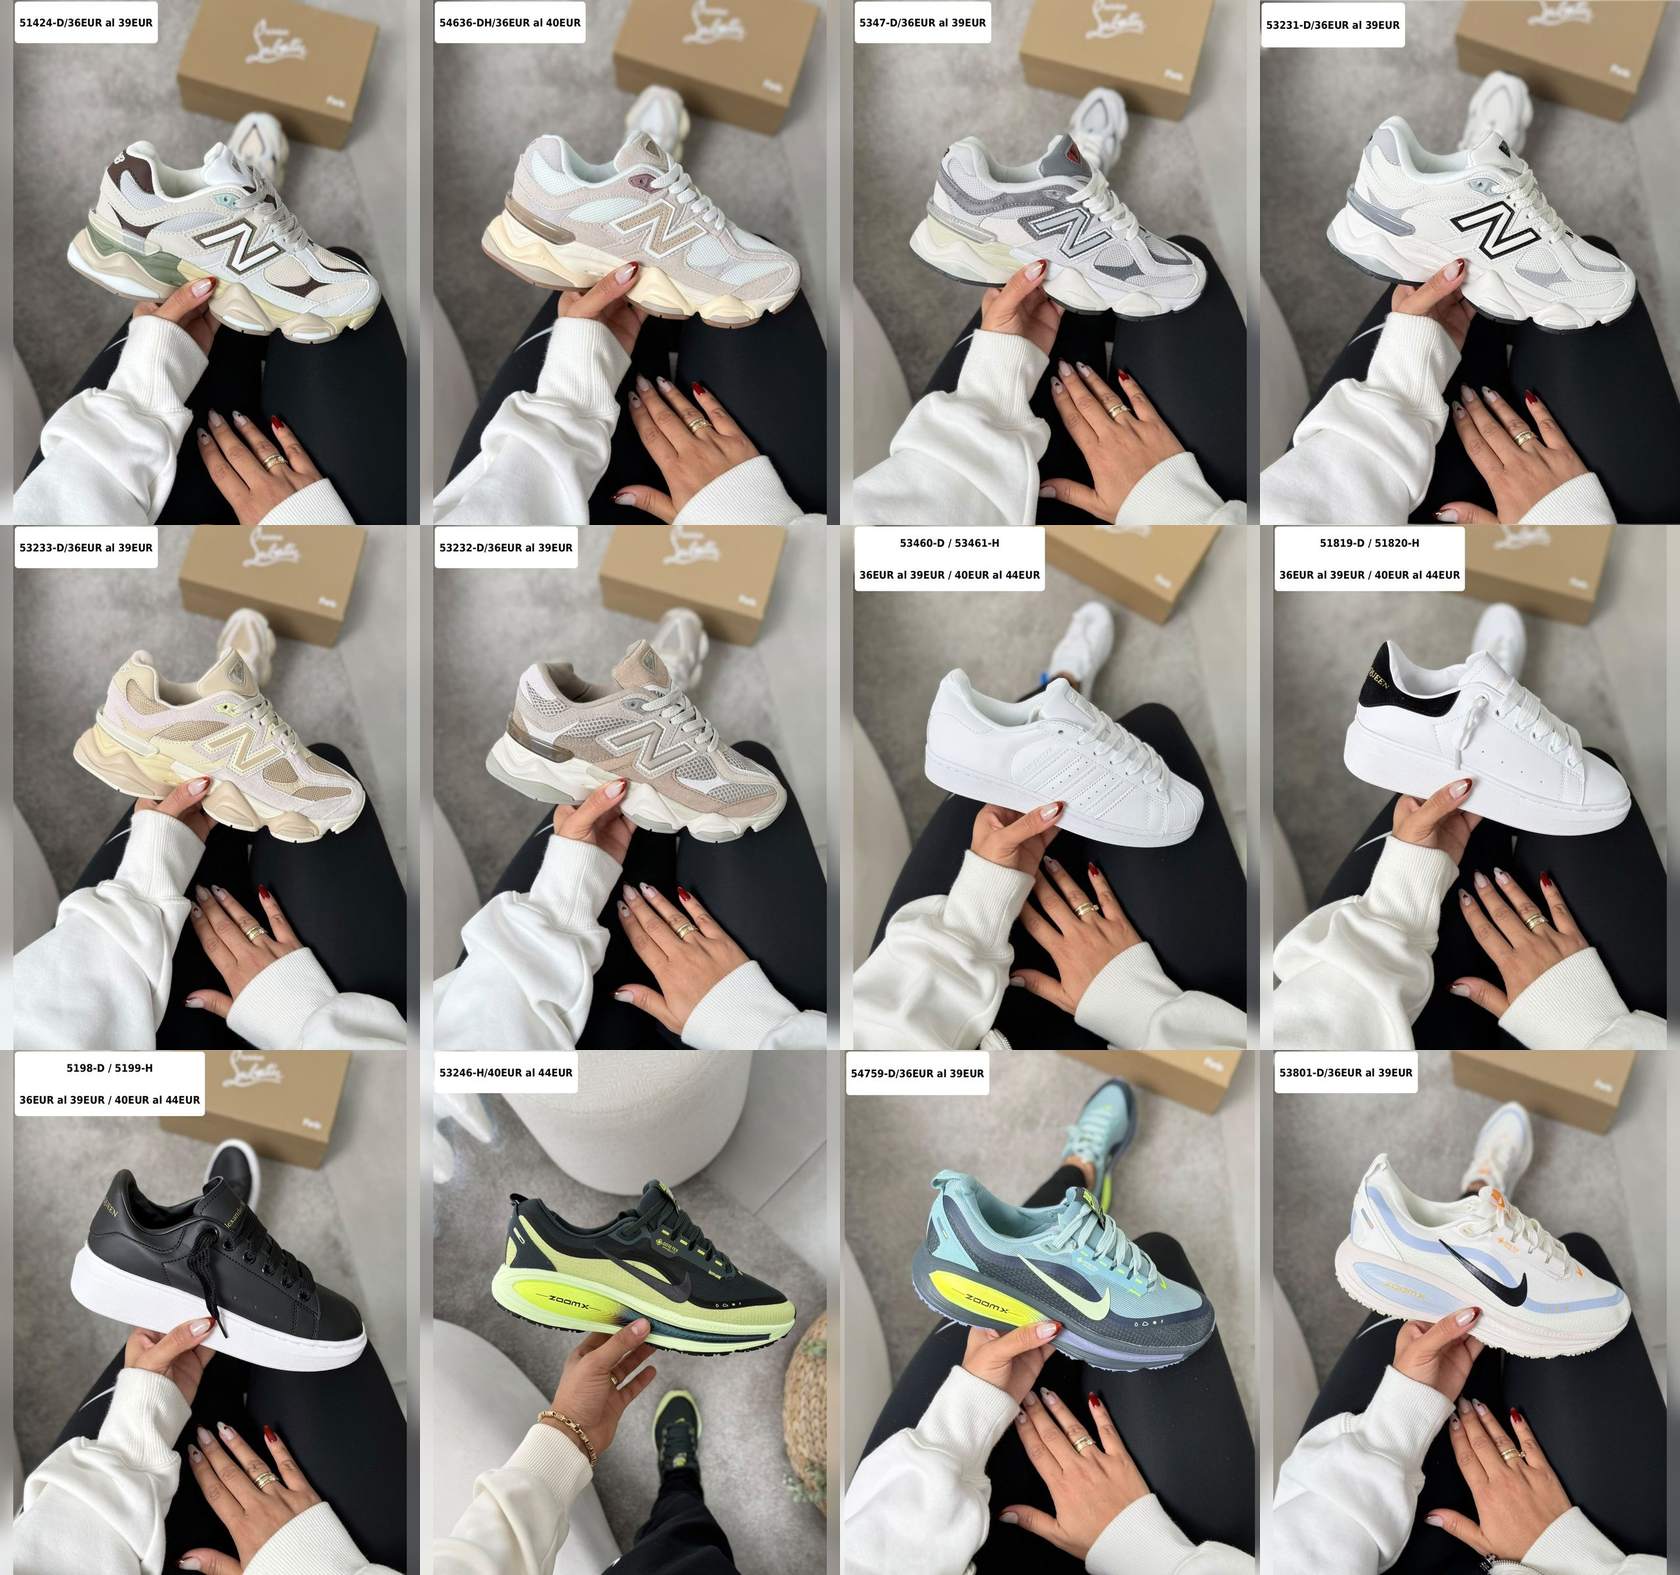 51424-D/36EUR al 39EUR
54636-DH/36EUR al 40EUR
5347-D/36EUR al 39EUR
53231-D/36EUR al 39EUR
53233-D/36EUR al 39EUR
53232-D/36EUR al 39EUR
53460-D / 53461-H
36EUR al 39EUR / 40EUR al 44EUR
51819-D / 51820-H
36EUR al 39EUR / 40EUR al 44EUR
5198-D / 5199-H
36EUR al 39EUR / 40EUR al 44EUR
53246-H/40EUR al 44EUR
ZOOMX
54759-D/36EUR al 39EUR
ZOOMX
53801-D/36EUR al 39EUR
ZOOMX